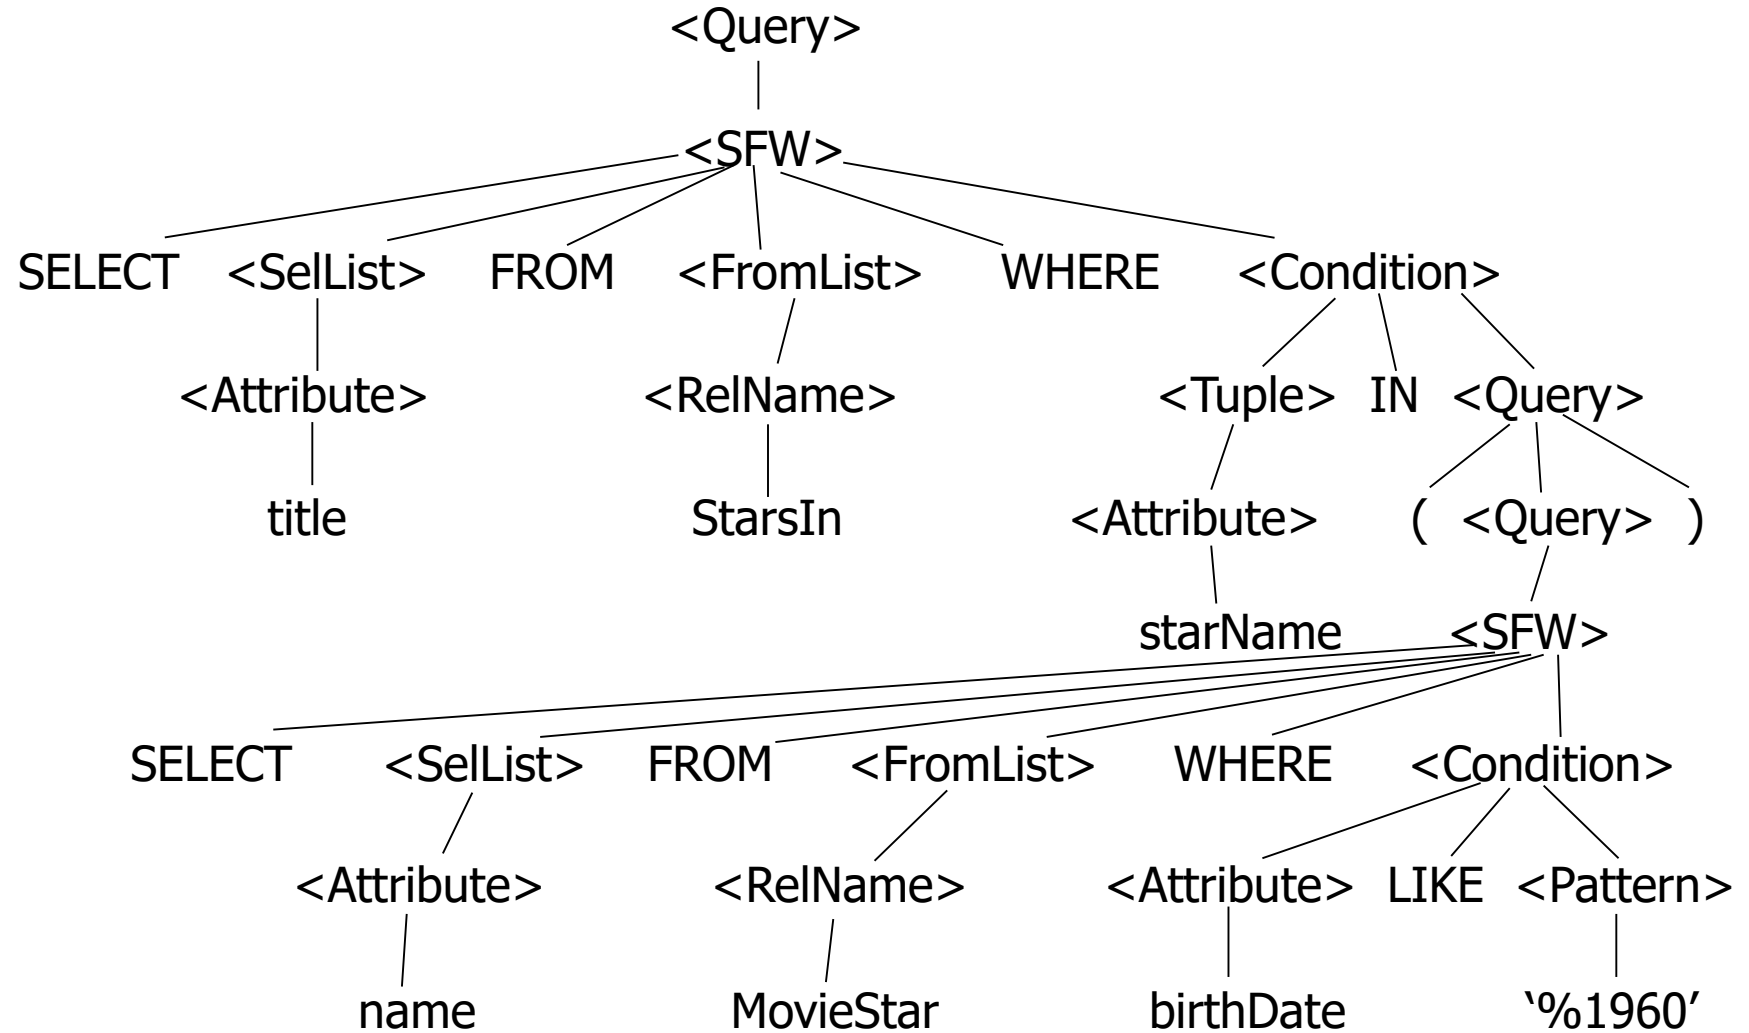 <Query>
<SFW>
SELECT <SelList> FROM <FromList> WHERE <Condition>
<Attribute> <RelName> <Tuple> IN <Query>
title StarsIn <Attribute> ( <Query> )
starName <SFW>
SELECT <SelList> FROM <FromList> WHERE <Condition>
<Attribute> <RelName> <Attribute> LIKE <Pattern>
name MovieStar birthDate ‘%1960’